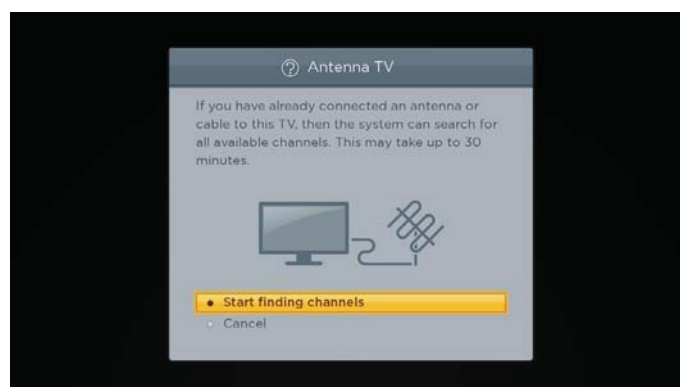 Antenna TV
If you have already connected an antenna or
cable to this TV, then the system can search for
all available channels. This may take up to 30
minutes.
Start finding channels
Cancel